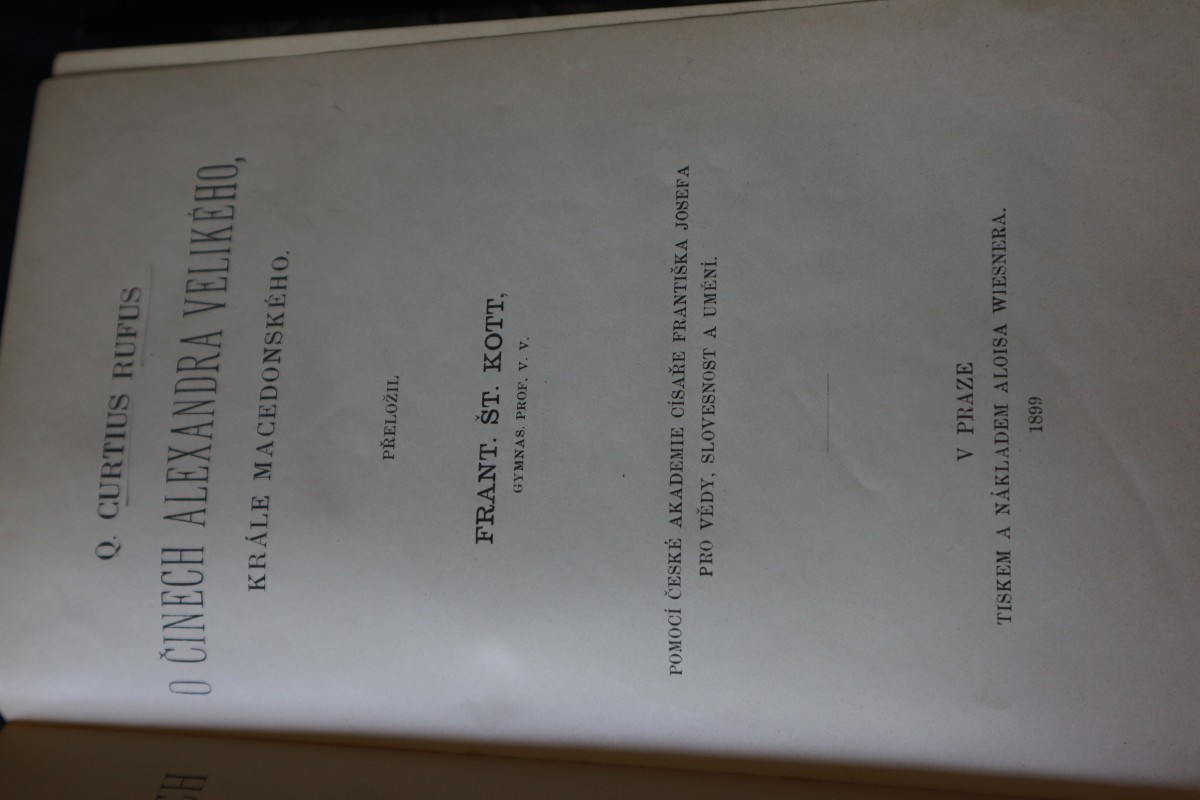 Q. CURTIUS RUFUS
O ČINECH ALEXANDRA VELIKÉHO,
KRÁLE MACEDONSKÉHO.
PŘELOŽIL
FRANT. ŠT. KOTT,
GYMNAS. PROF. V. V.
POMOCÍ ČESKÉ AKADEMIE CÍSAŘE FRANTIŠKA JOSEFA
PRO VĚDY, SLOVESNOST A UMĚNÍ.
V PRAZE
TISKEM A NÁKLADEM ALOISA WIESNERA.
1899